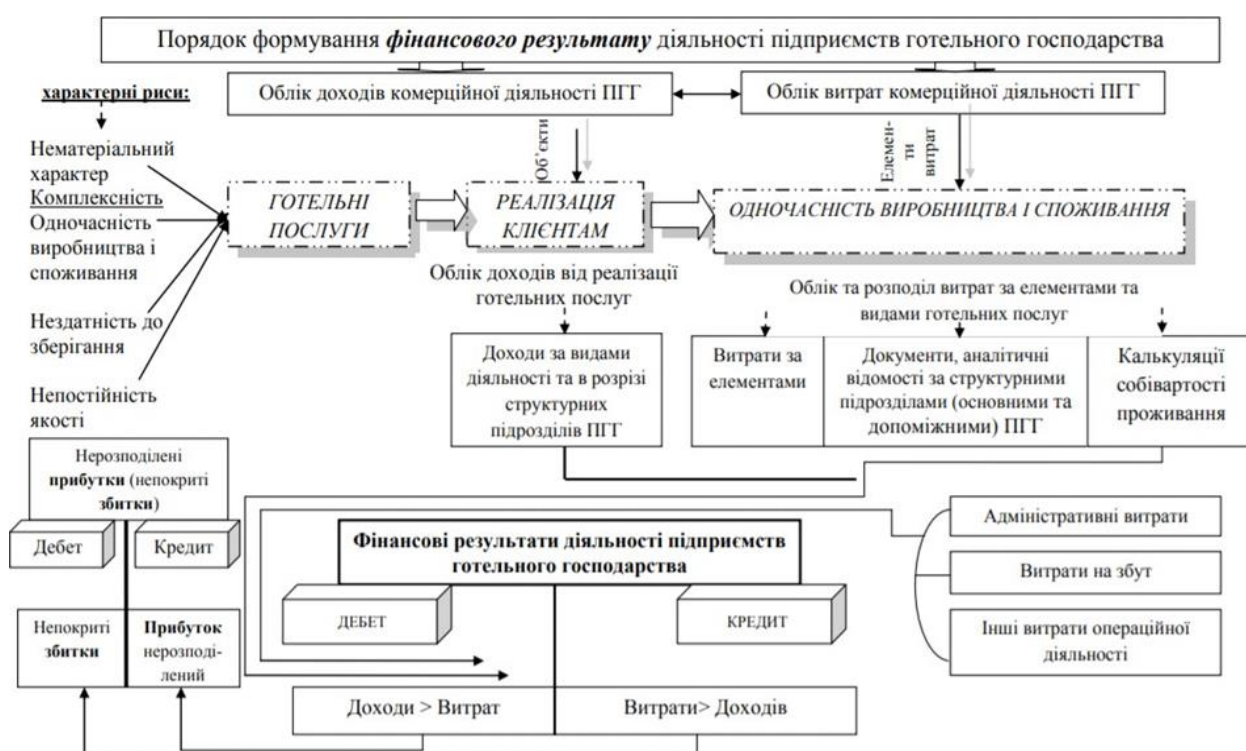 Порядок формування фінансового результату діяльності підприємств готельного господарства
Облік доходів комерційної діяльності ПГГ
Облік витрат комерційної діяльності ПГГ
характерні риси:
Нематеріальний
характер
Комплексність
Одночасність
виробництва і
споживання
Нездатність до
зберігання
Непостійність
якості
Об’єкти
Елемен-
ти
витрат
ГОТЕЛЬНІ
ПОСЛУГИ
РЕАЛІЗАЦІЯ
КЛІЄНТАМ
ОДНОЧАСНІСТЬ ВИРОБНИЦТВА І СПОЖИВАННЯ
Облік доходів від реалізації
готельних послуг
Облік та розподіл витрат за елементами та
видами готельних послуг
Доходи за видами
діяльності та в розрізі
структурних
підрозділів ПГГ
Витрати за
елементами
Документи, аналітичні
відомості за структурними
підрозділами (основними та
допоміжними) ПГГ
Калькуляції
собівартості
проживання
Нерозподілені
прибутки (непокриті
збитки)
Дебет
Кредит
Непокриті
збитки
Прибуток
нерозподі-
лений
Фінансові результати діяльності підприємств
готельного господарства
ДЕБЕТ
КРЕДИТ
Доходи > Витрат
Витрати> Доходів
Адміністративні витрати
Витрати на збут
Інші витрати операційної
діяльності